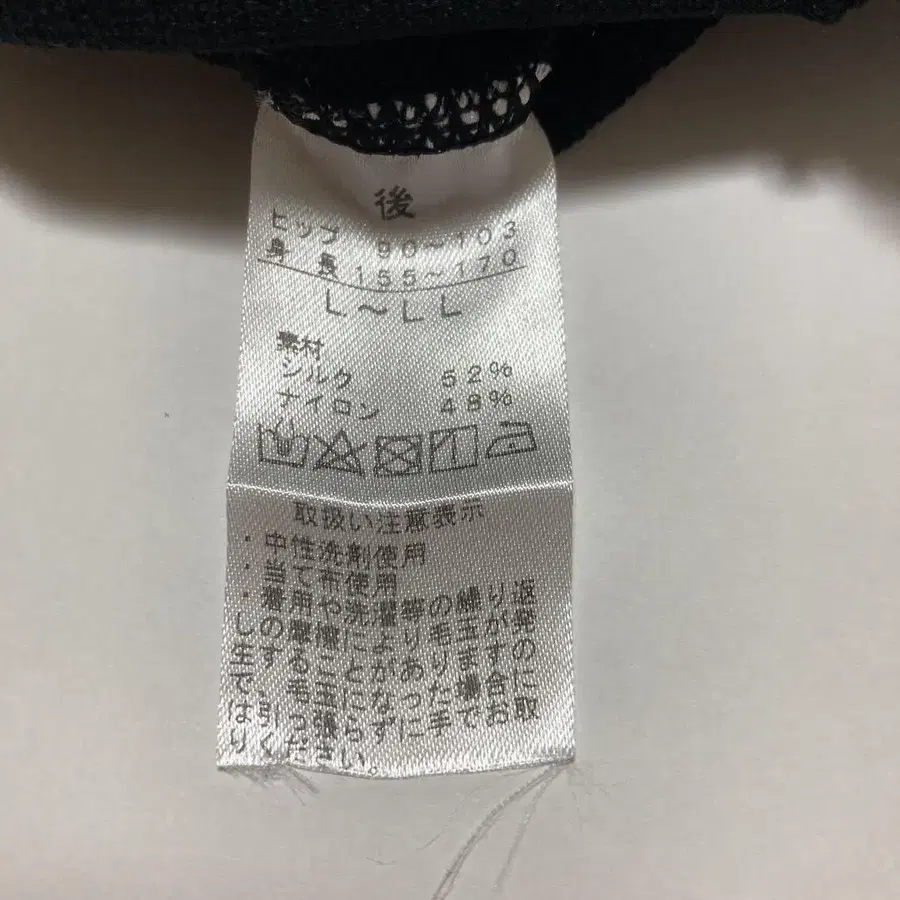 後
ヒップ 90~103
身長 155~170
L~LL
素材
シルク 52%
ナイロン 48%
取扱い注意表示
・中性洗剤使用
・当て布使用
・着用や洗濯等の繰り返
しの摩擦により毛玉が発
生することがありますの
で、毛玉になった場合に
は引っ張らずに手でお取
りください。